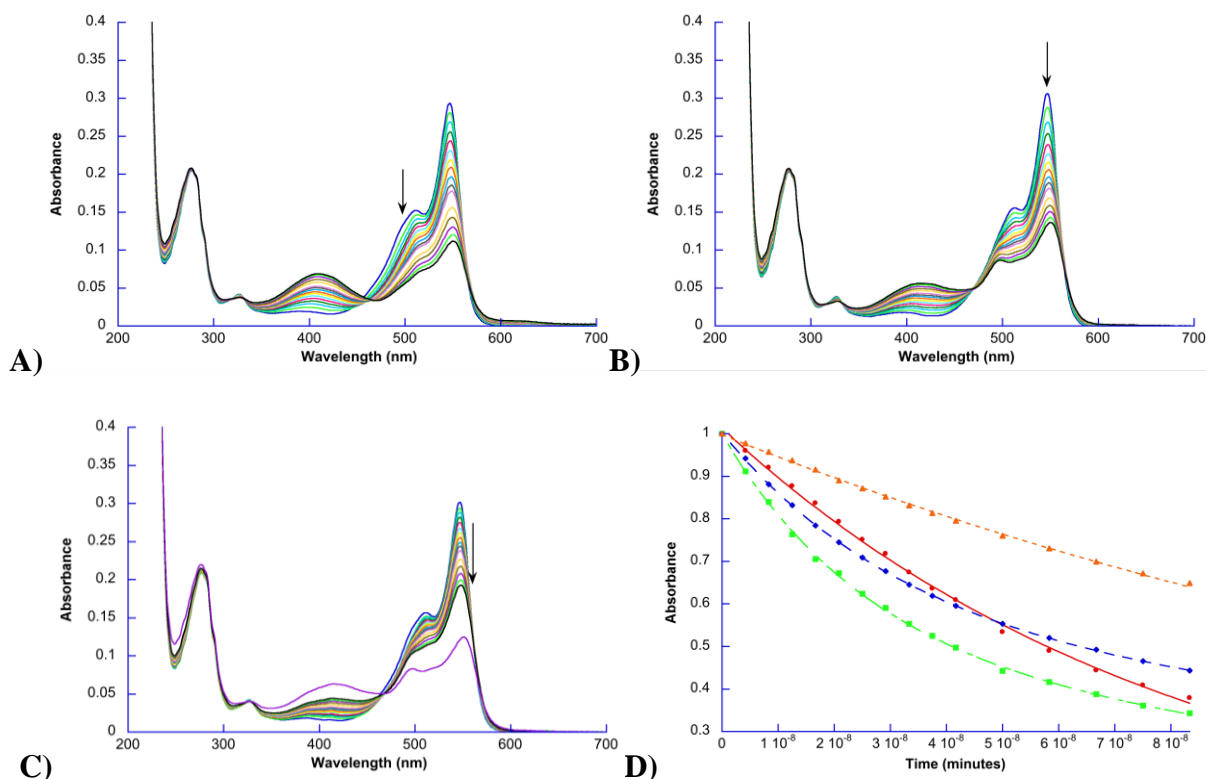 0.4
0.35
0.3
0.25
0.2
0.15
0.1
0.05
0
Absorbance
200 300 400 500 600 700
Wavelength (nm)
A)
0.4
0.35
0.3
0.25
0.2
0.15
0.1
0.05
0
Absorbance
200 300 400 500 600 700
Wavelength (nm)
B)
0.4
0.35
0.3
0.25
0.2
0.15
0.1
0.05
0
Absorbance
200 300 400 500 600 700
Wavelength (nm)
C)
1
0.9
0.8
0.7
0.6
0.5
0.4
0.3
Absorbance
0 1 10⁻⁸ 2 10⁻⁸ 3 10⁻⁸ 4 10⁻⁸ 5 10⁻⁸ 6 10⁻⁸ 7 10⁻⁸ 8 10⁻⁸
Time (minutes)
D)